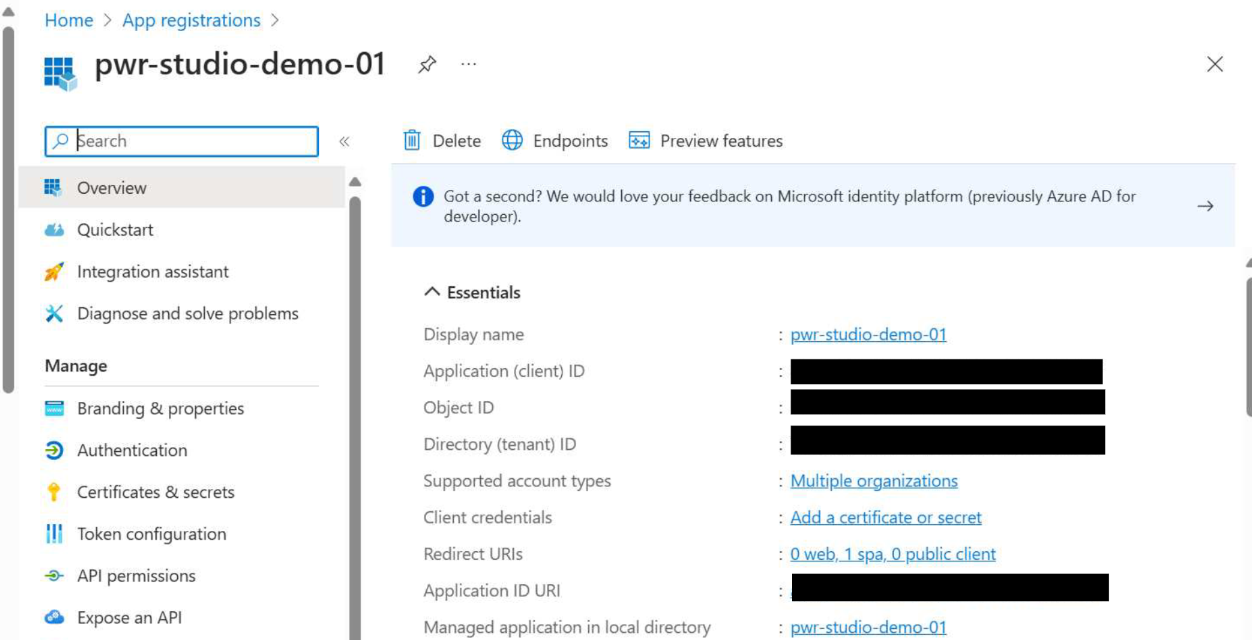 Home > App registrations >
pwr-studio-demo-01
Search
Delete Endpoints Preview features
Overview
Quickstart
Integration assistant
Diagnose and solve problems
Manage
Branding & properties
Authentication
Certificates & secrets
Token configuration
API permissions
Expose an API
Got a second? We would love your feedback on Microsoft identity platform (previously Azure AD for
developer).
Essentials
Display name : pwr-studio-demo-01
Application (client) ID :
Object ID :
Directory (tenant) ID :
Supported account types : Multiple organizations
Client credentials : Add a certificate or secret
Redirect URIs : 0 web, 1 spa, 0 public client
Application ID URI :
Managed application in local directory : pwr-studio-demo-01